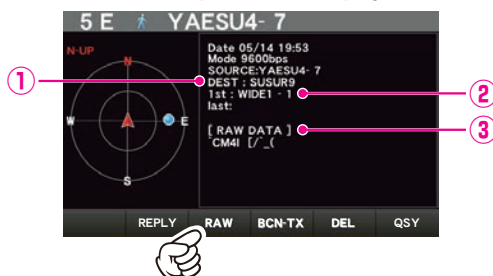 5 E YAESU4- 7
N-UP
N
W
E
S
Date 05/14 19:53
Mode 9600bps
SOURCE:YAESU4- 7
DEST : SUSUR9
1st : WIDE1 - 1
last:
[ RAW DATA ]
`CM4I [/`_(
① ② ③
REPLY RAW BCN-TX DEL QSY